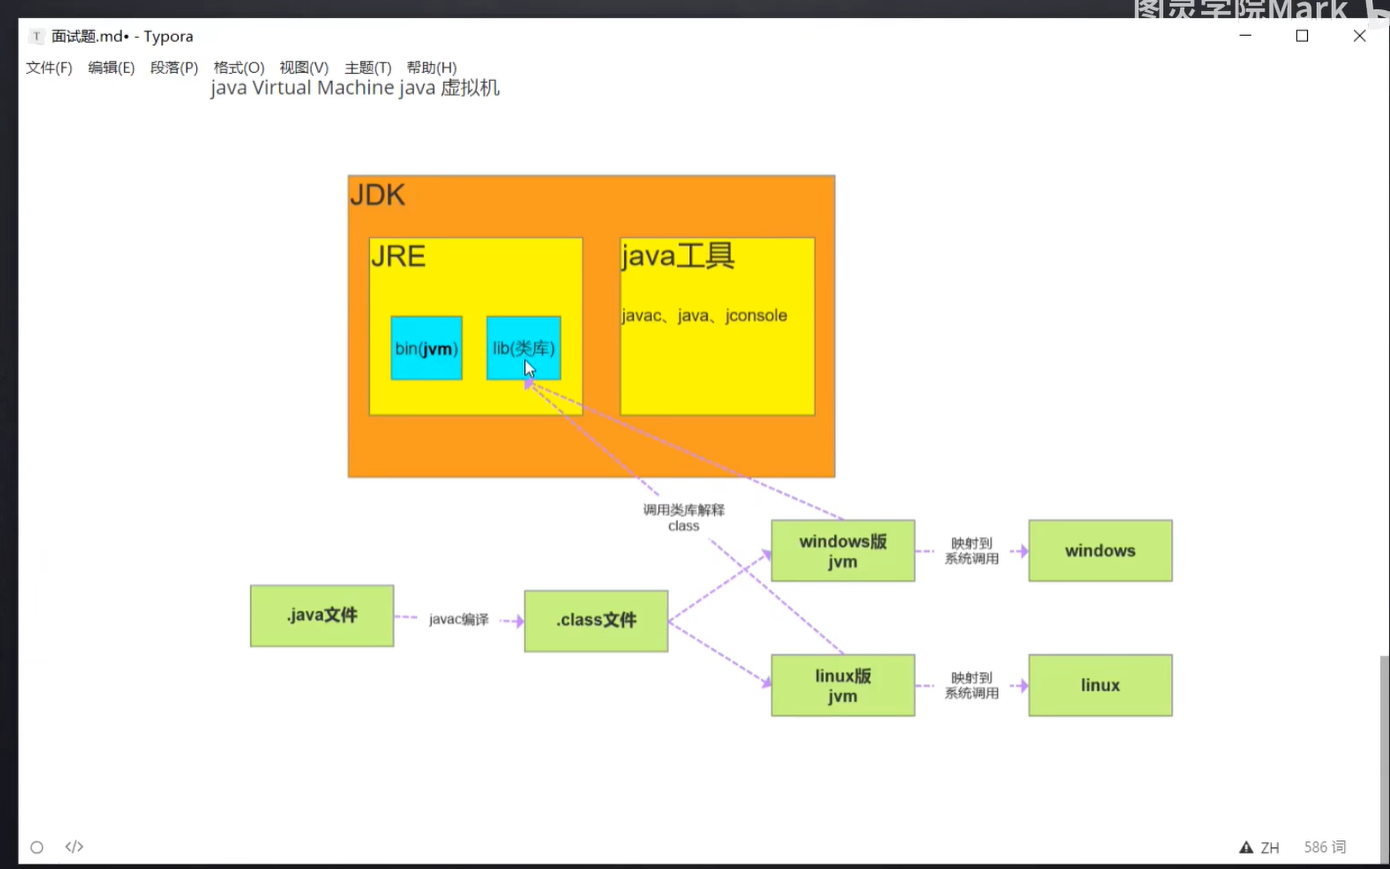 图灵学院Mark
T 面试题.md• - Typora
文件(F) 编辑(E) 段落(P) 格式(O) 视图(V) 主题(T) 帮助(H)
java Virtual Machine java 虚拟机
JDK
JRE
bin(jvm)
lib(类库)
java工具
javac、java、jconsole
调用类库解释
class
.java文件
javac编译
.class文件
windows版
jvm
映射到
系统调用
windows
linux版
jvm
映射到
系统调用
linux
</> ZH 586 词